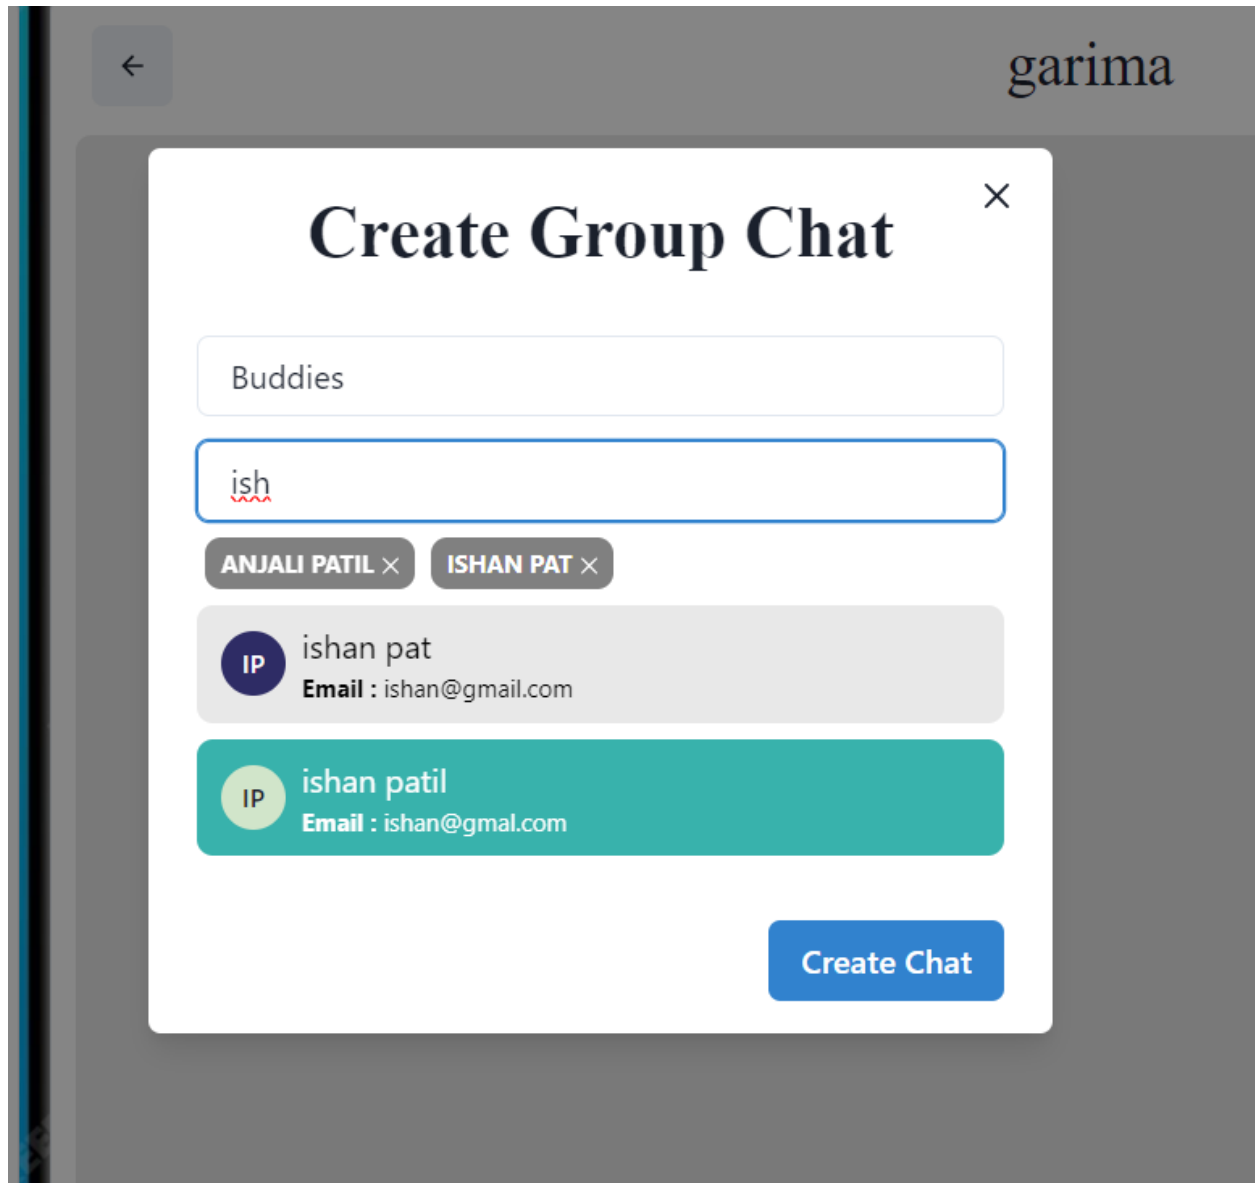 garima
Create Group Chat
Buddies
ish
ANJALI PATIL ISHAN PAT
IP
ishan pat
Email : ishan@gmail.com
IP
ishan patil
Email : ishan@gmal.com
Create Chat